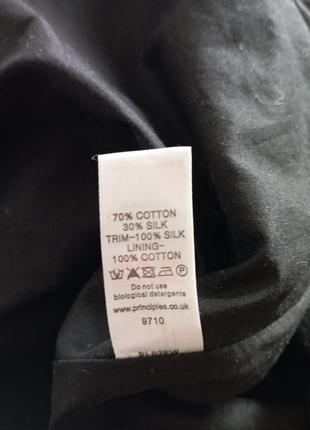 70% COTTON
30% SILK
TRIM-100% SILK
LINING-
100% COTTON
Do not use
biological detergents
www.principles.co.uk
9710